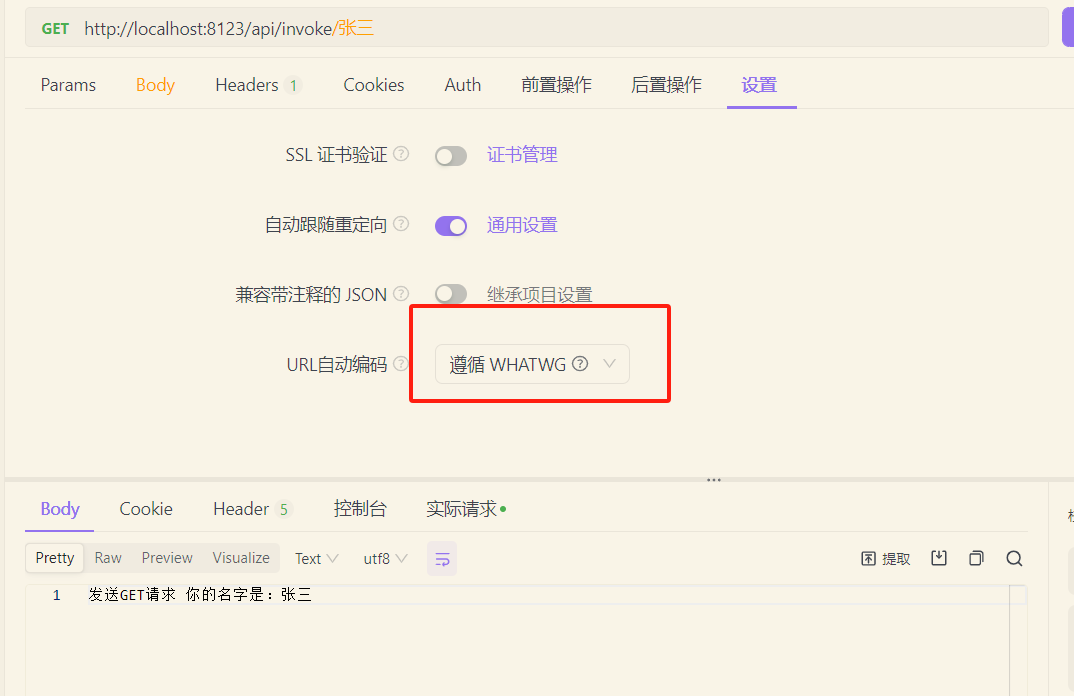 GET http://localhost:8123/api/invoke/张三
Params Body Headers 1 Cookies Auth 前置操作 后置操作 设置
SSL 证书验证 ? 证书管理
自动跟随重定向 ? 通用设置
兼容带注释的 JSON ? 继承项目设置
URL自动编码 ? 遵循 WHATWG ?
Body Cookie Header 5 控制台 实际请求
Pretty Raw Preview Visualize Text utf8 提取
1 发送GET请求 你的名字是：张三